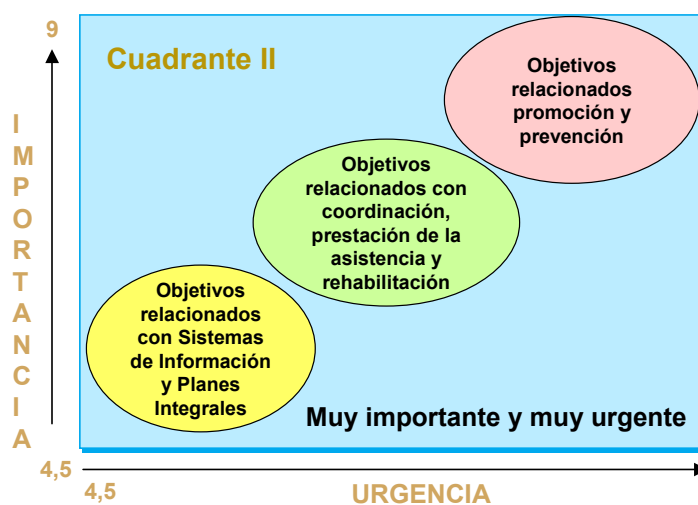 9
Cuadrante II
Objetivos
relacionados
promoción y
prevención
Objetivos
relacionados con
coordinación,
prestación de la
asistencia y
rehabilitación
Objetivos
relacionados
con Sistemas
de Información
y Planes
Integrales
IMPORTANCIA
Muy importante y muy urgente
4,5
4,5
URGENCIA